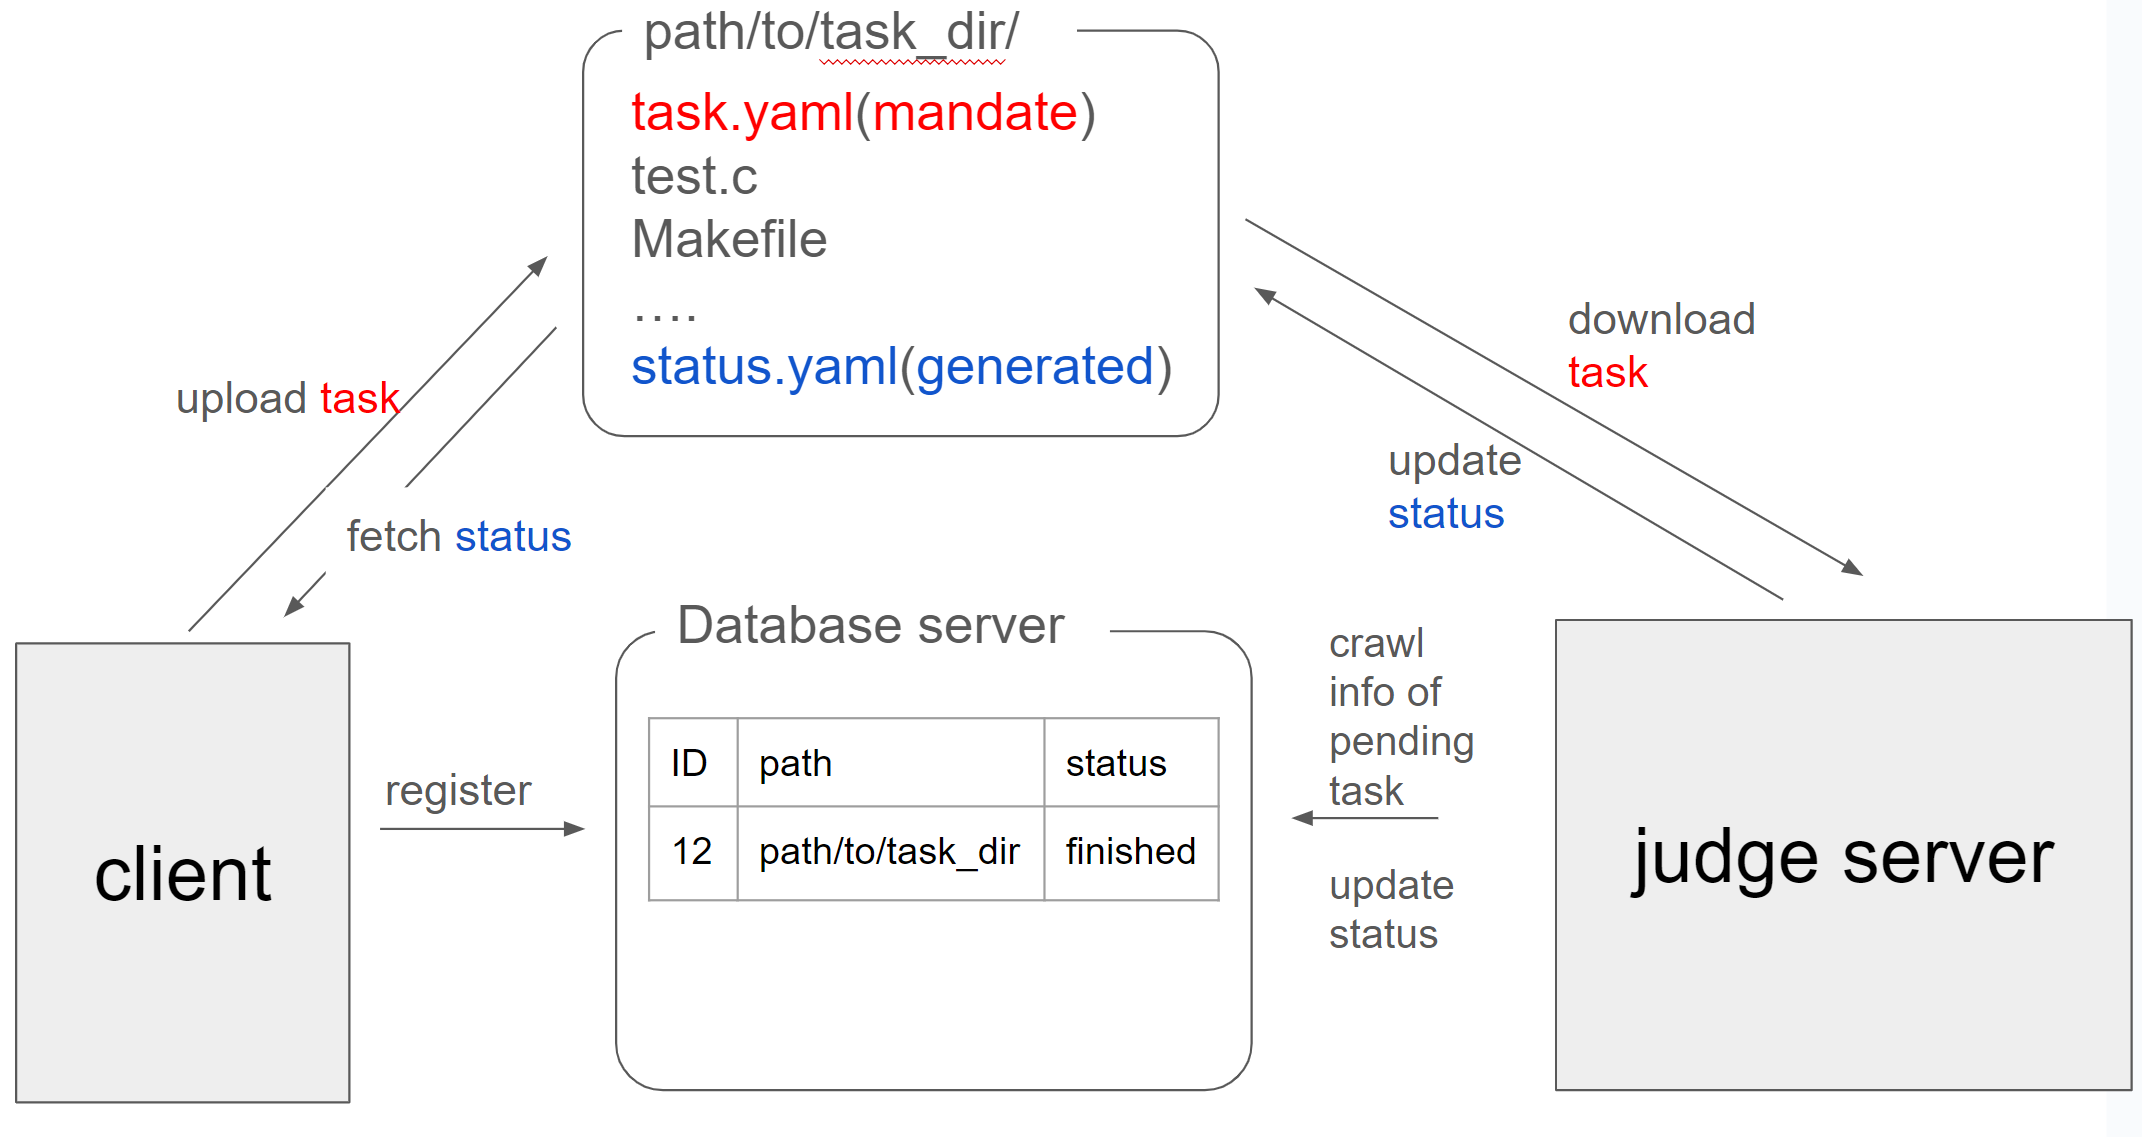 path/to/task_dir/
task.yaml(mandate)
test.c
Makefile
....
status.yaml(generated)
upload task
fetch status
download
task
update
status
Database server
ID path status
12 path/to/task_dir finished
register
crawl
info of
pending
task
update
status
client
judge server